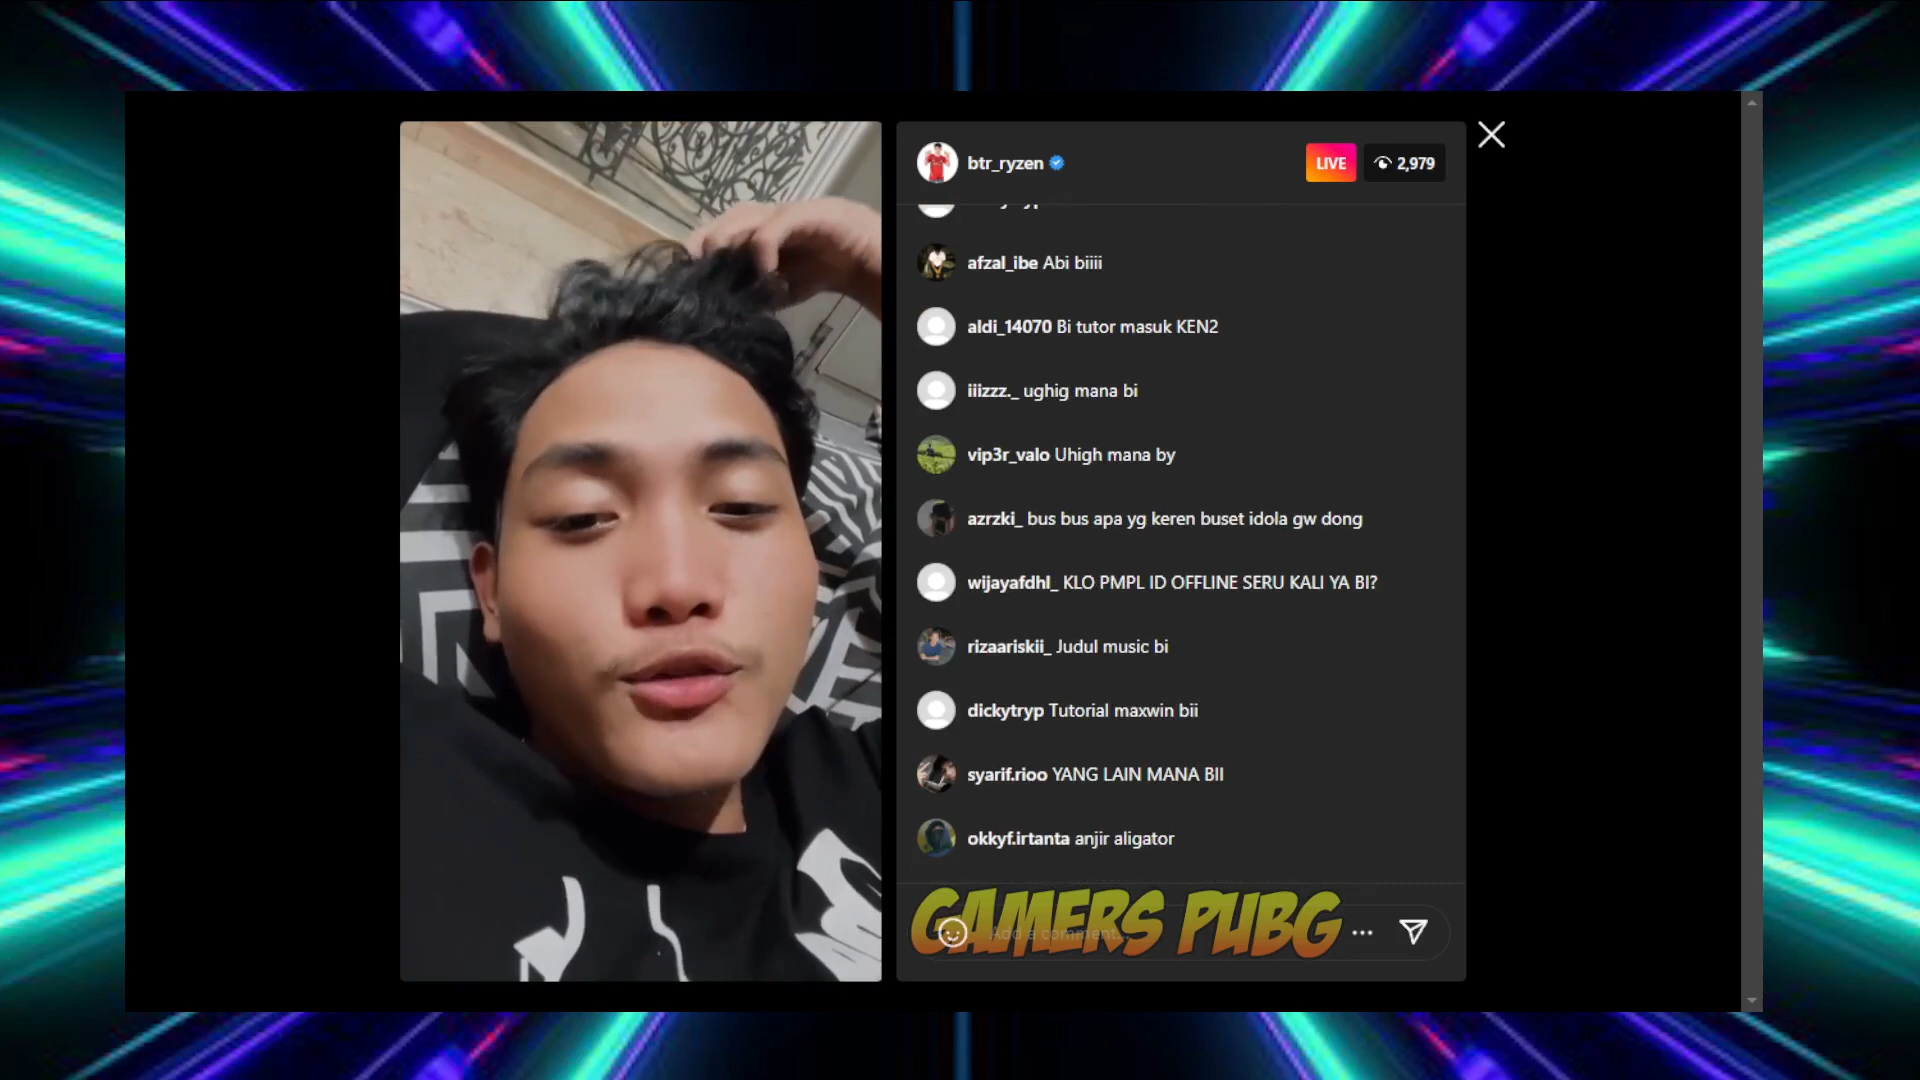 btr_ryzen
LIVE
2,979
afzal_ibe Abi biiii
aldi_14070 Bi tutor masuk KEN2
iiizzz._ ughig mana bi
vip3r_valo Uhigh mana by
azrzki_ bus bus apa yg keren buset idola gw dong
wijayafdhl_ KLO PMPL ID OFFLINE SERU KALI YA BI?
rizaariskii_ Judul music bi
dickytryp Tutorial maxwin bii
syarif.rioo YANG LAIN MANA BII
okkyf.irtanta anjir aligator
GAMERS PUBG
Add a comment...